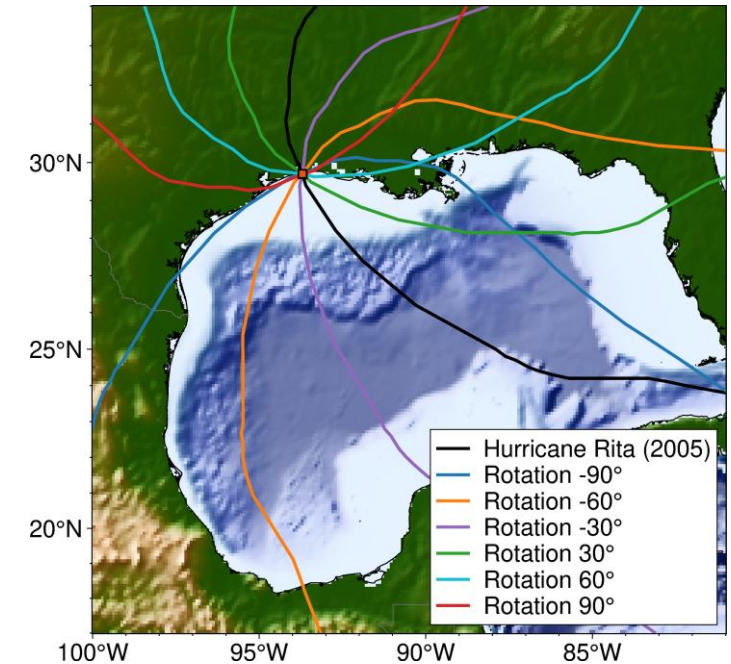 30°N
25°N
20°N
Hurricane Rita (2005)
Rotation -90°
Rotation -60°
Rotation -30°
Rotation 30°
Rotation 60°
Rotation 90°
100°W 95°W 90°W 85°W